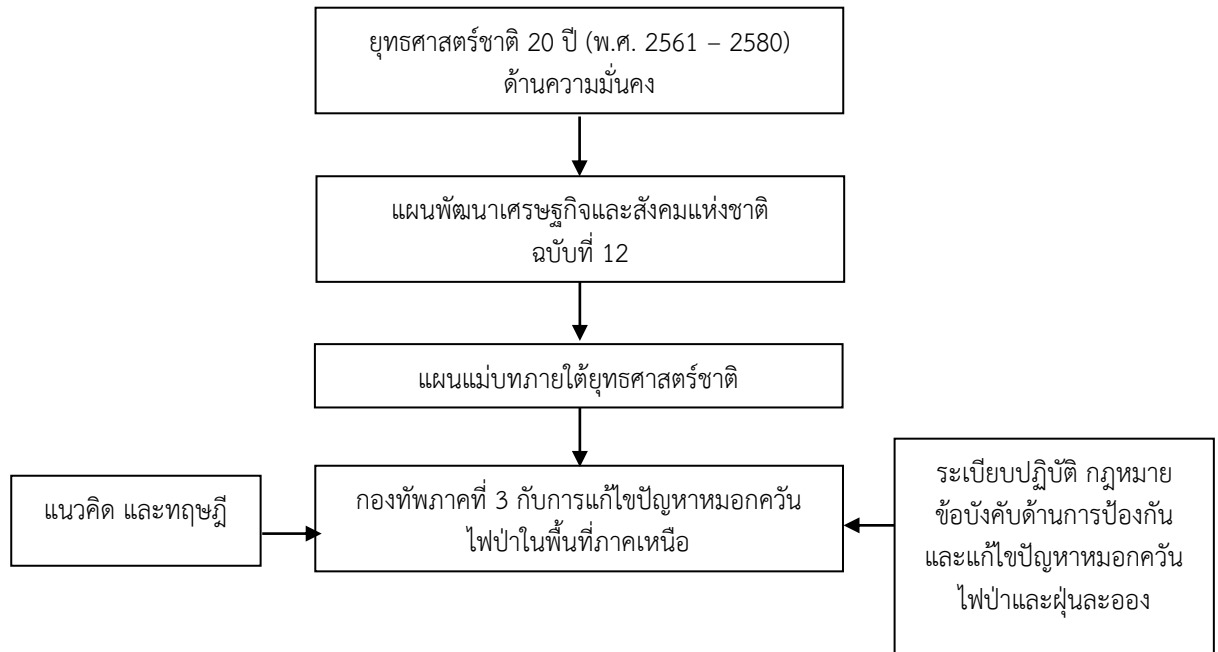 ยุทธศาสตร์ชาติ 20 ปี (พ.ศ. 2561 – 2580)
ด้านความมั่นคง
แผนพัฒนาเศรษฐกิจและสังคมแห่งชาติ
ฉบับที่ 12
แผนแม่บทภายใต้ยุทธศาสตร์ชาติ
แนวคิด และทฤษฎี
กองทัพภาคที่ 3 กับการแก้ไขปัญหาหมอกควัน
ไฟป่าในพื้นที่ภาคเหนือ
ระเบียบปฏิบัติ กฎหมาย
ข้อบังคับด้านการป้องกัน
และแก้ไขปัญหาหมอกควัน
ไฟป่าและฝุ่นละออง